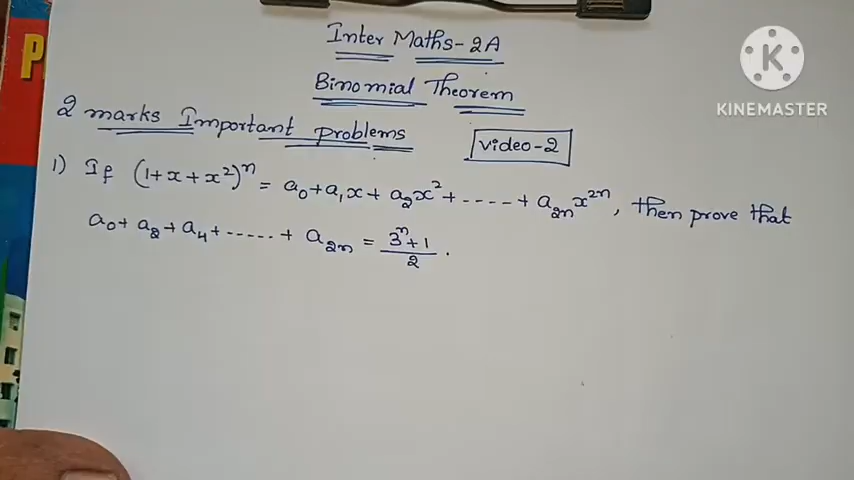 P
Inter Maths-2A
Binomial Theorem
2 marks Important problems
video-2
1) If (1+x+x²)ⁿ = a₀+a₁x+a₂x²+-----+a₂ₙx²ⁿ, then prove that
a₀+a₂+a₄+.....+a₂ₙ = (3ⁿ+1)/2.
K
KINEMASTER